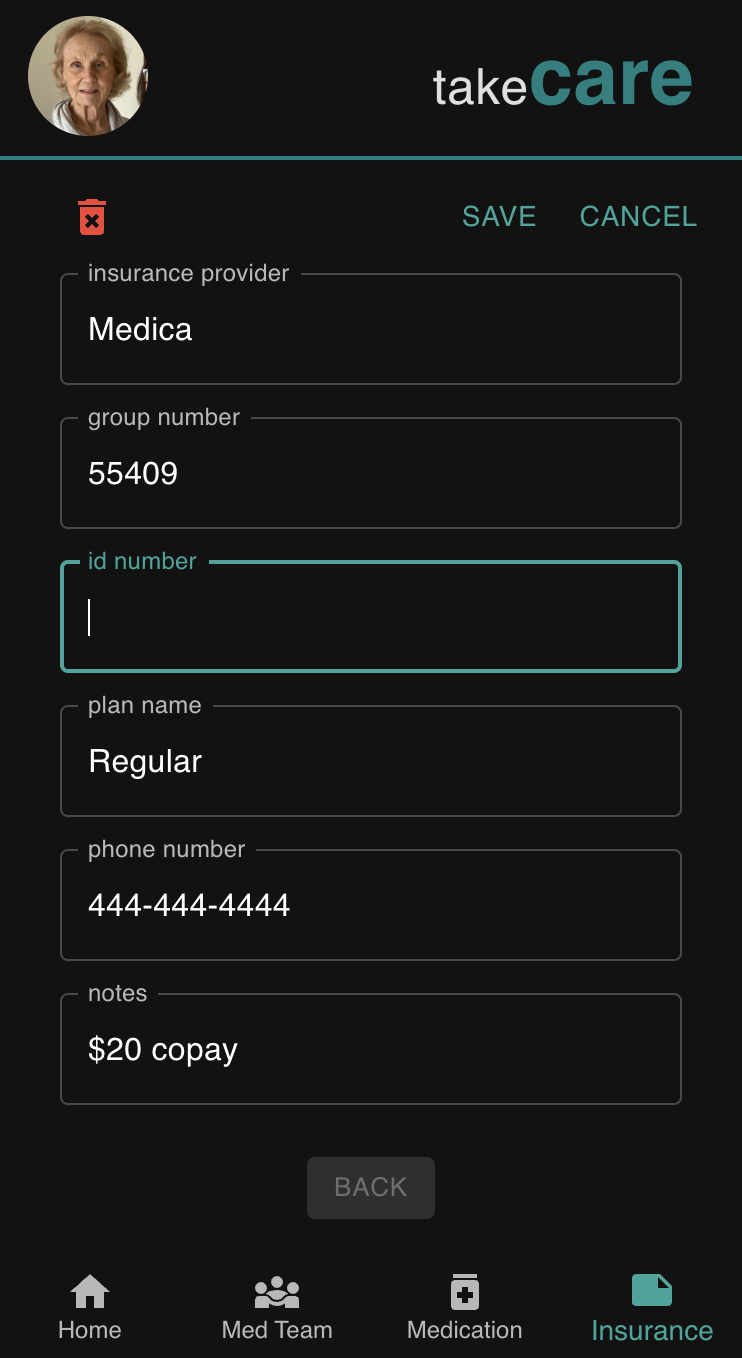 takecare
SAVE CANCEL
insurance provider
Medica
group number
55409
id number
plan name
Regular
phone number
444-444-4444
notes
$20 copay
BACK
Home Med Team Medication Insurance